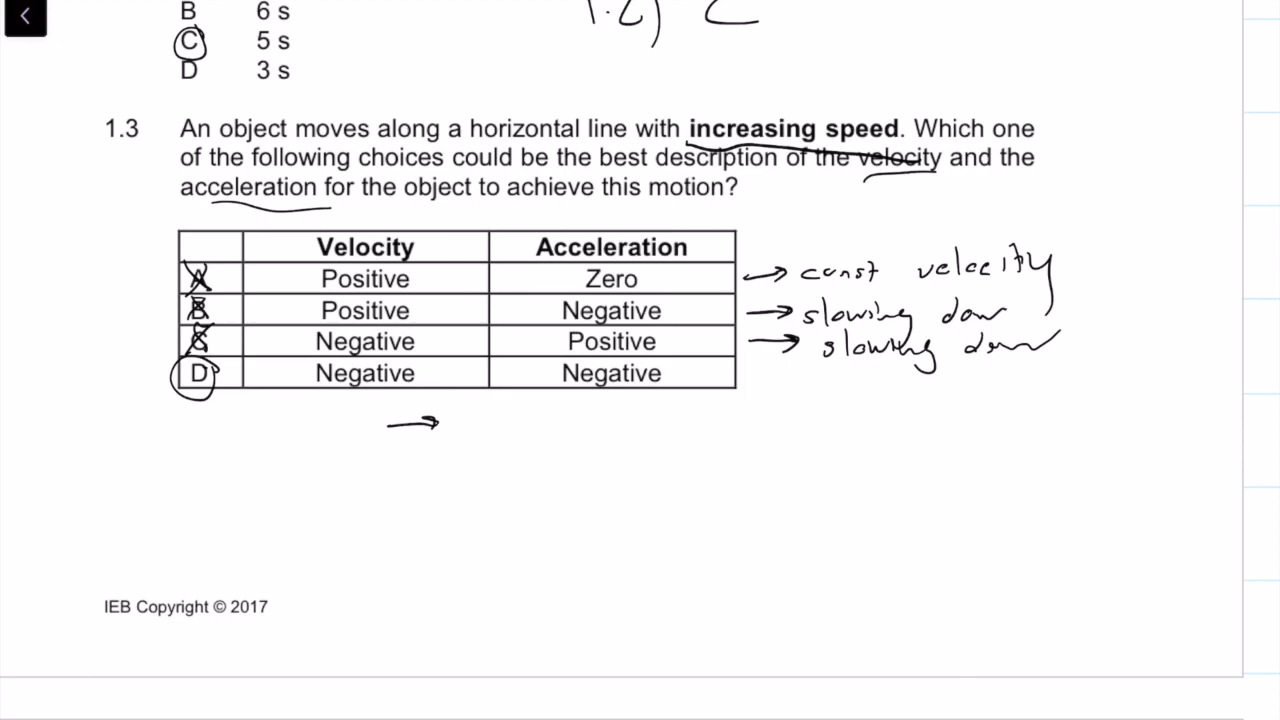 B 6 s
1.2) C
C 5 s
D 3 s
1.3 An object moves along a horizontal line with increasing speed. Which one
of the following choices could be the best description of the velocity and the
acceleration for the object to achieve this motion?
Velocity Acceleration
A Positive Zero → const velocity
B Positive Negative → slowing down
C Negative Positive → slowing down
D Negative Negative
→
IEB Copyright © 2017